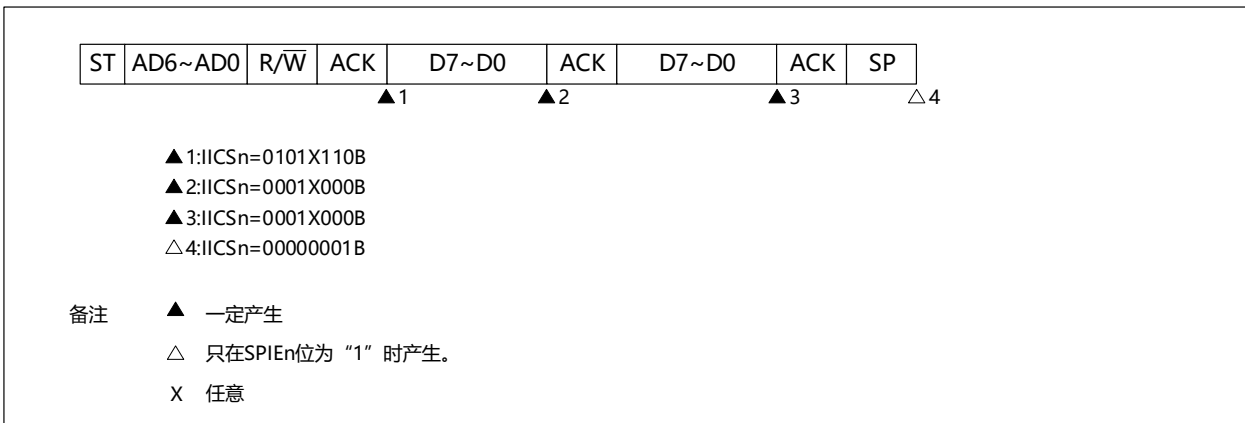 ST AD6~AD0 R/W̅ ACK D7~D0 ACK D7~D0 ACK SP
▲1 ▲2 ▲3 △4
▲1:IICSn=0101X110B
▲2:IICSn=0001X000B
▲3:IICSn=0001X000B
△4:IICSn=00000001B
备注 ▲ 一定产生
△ 只在SPIEn位为“1”时产生。
X 任意